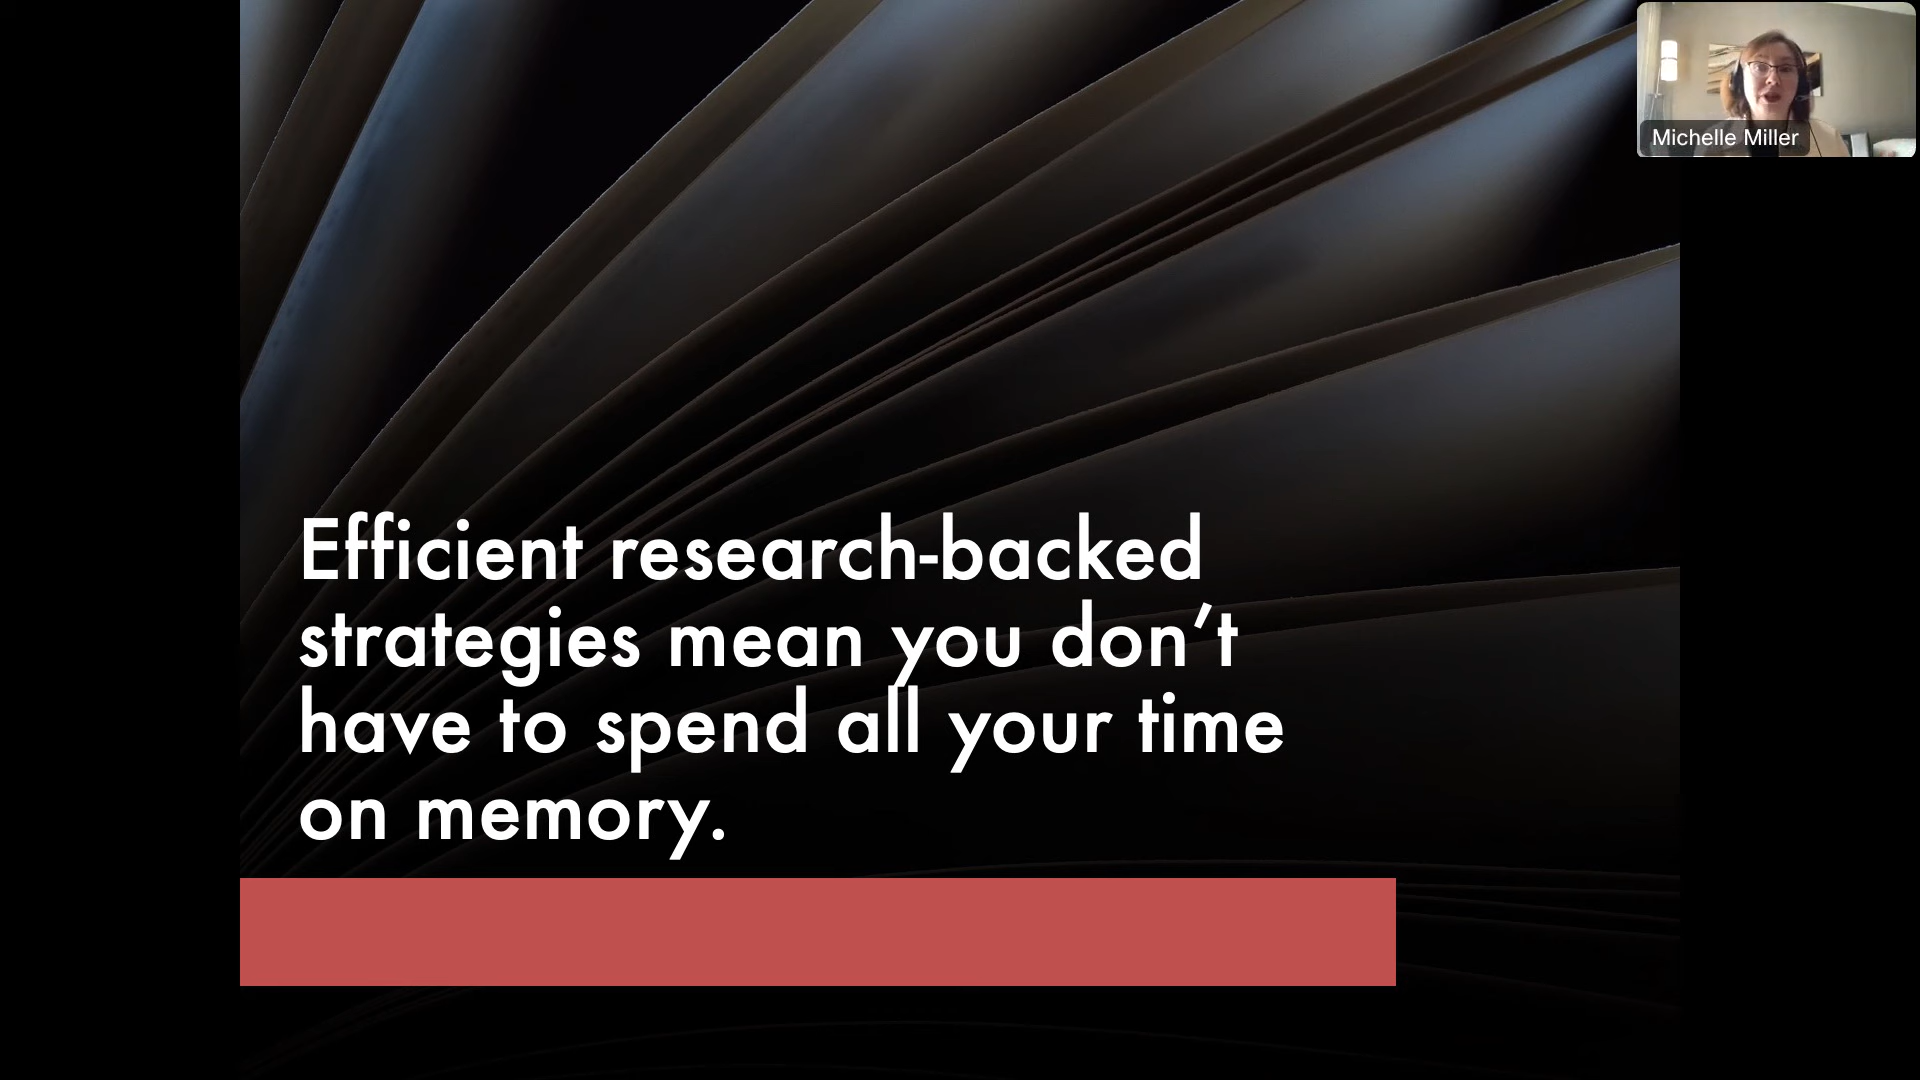 Michelle Miller
Efficient research-backed
strategies mean you don’t
have to spend all your time
on memory.